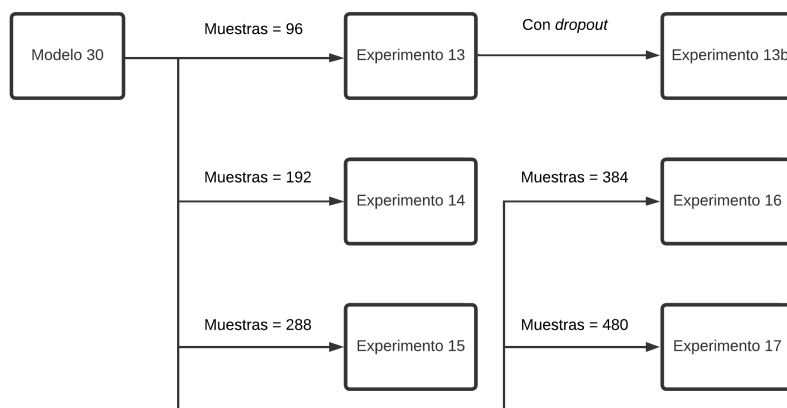 Muestras = 96
Con dropout
Modelo 30
Experimento 13
Experimento 13b
Muestras = 192
Muestras = 384
Experimento 14
Experimento 16
Muestras = 288
Muestras = 480
Experimento 15
Experimento 17